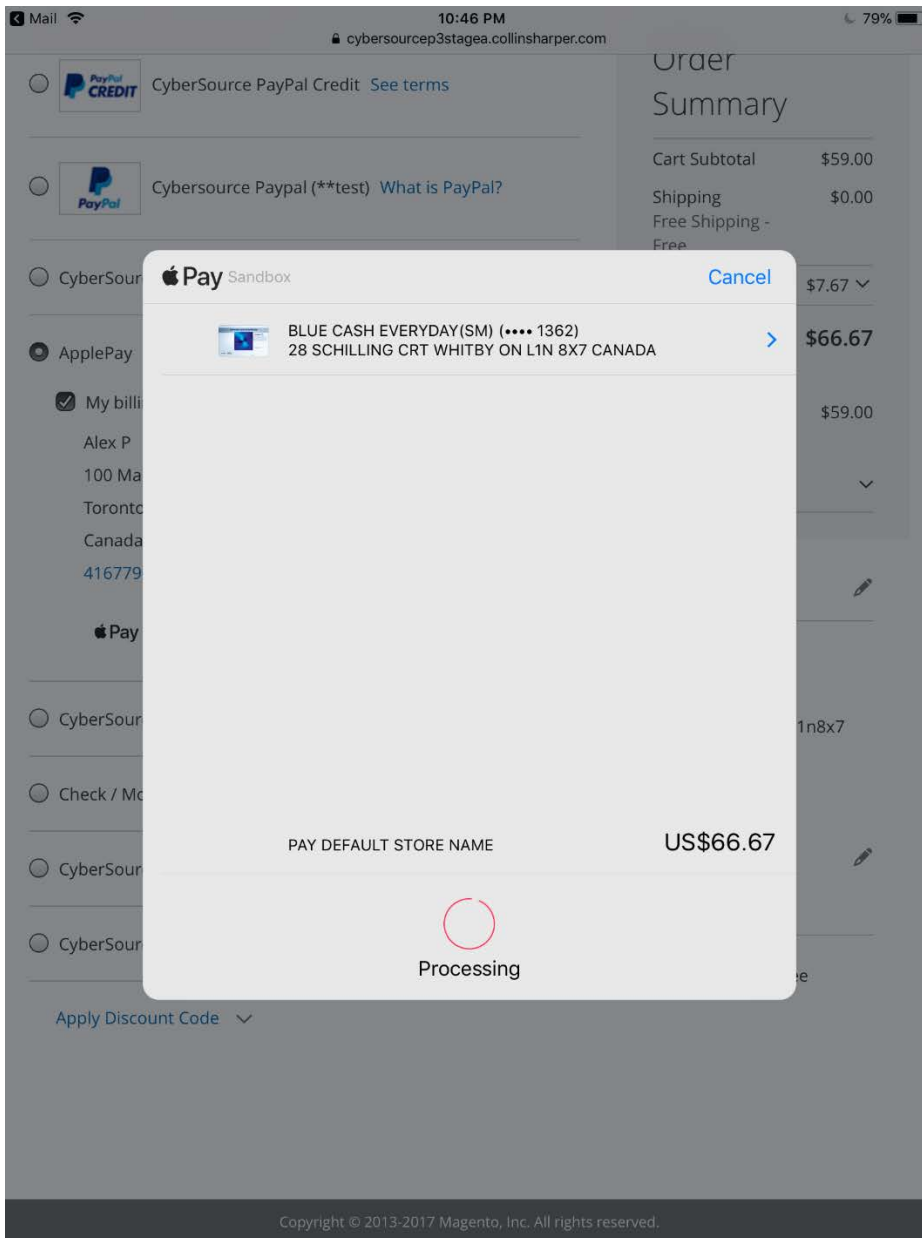 Mail 10:46 PM 79%
cybersourcep3stagea.collinsharper.com
PayPal CREDIT CyberSource PayPal Credit See terms
PayPal Cybersource Paypal (**test) What is PayPal?
CyberSour
ApplePay
My billi
Alex P
100 Ma
Toronto
Canada
416779
Pay
CyberSour
Check / Mo
CyberSour
CyberSour
Apply Discount Code
Order
Summary
Cart Subtotal $59.00
Shipping $0.00
Free Shipping -
Free
$7.67
$66.67
$59.00
1n8x7
ee
Pay Sandbox Cancel
BLUE CASH EVERYDAY(SM) (•••• 1362)
28 SCHILLING CRT WHITBY ON L1N 8X7 CANADA
PAY DEFAULT STORE NAME US$66.67
Processing
Copyright © 2013-2017 Magento, Inc. All rights reserved.